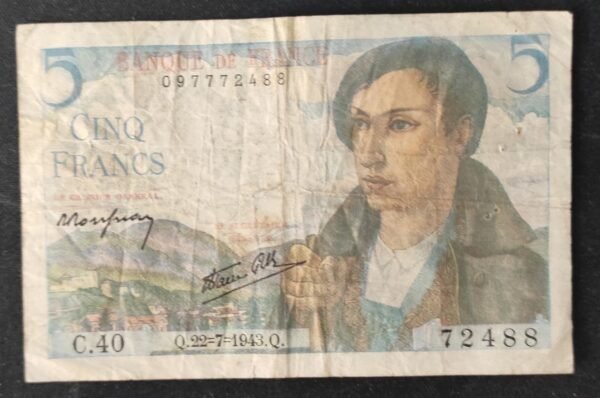 5 BANQUE DE FRANCE 5
097772488
CINQ
FRANCS
C.40
Q.22=7=1943.Q.
72488